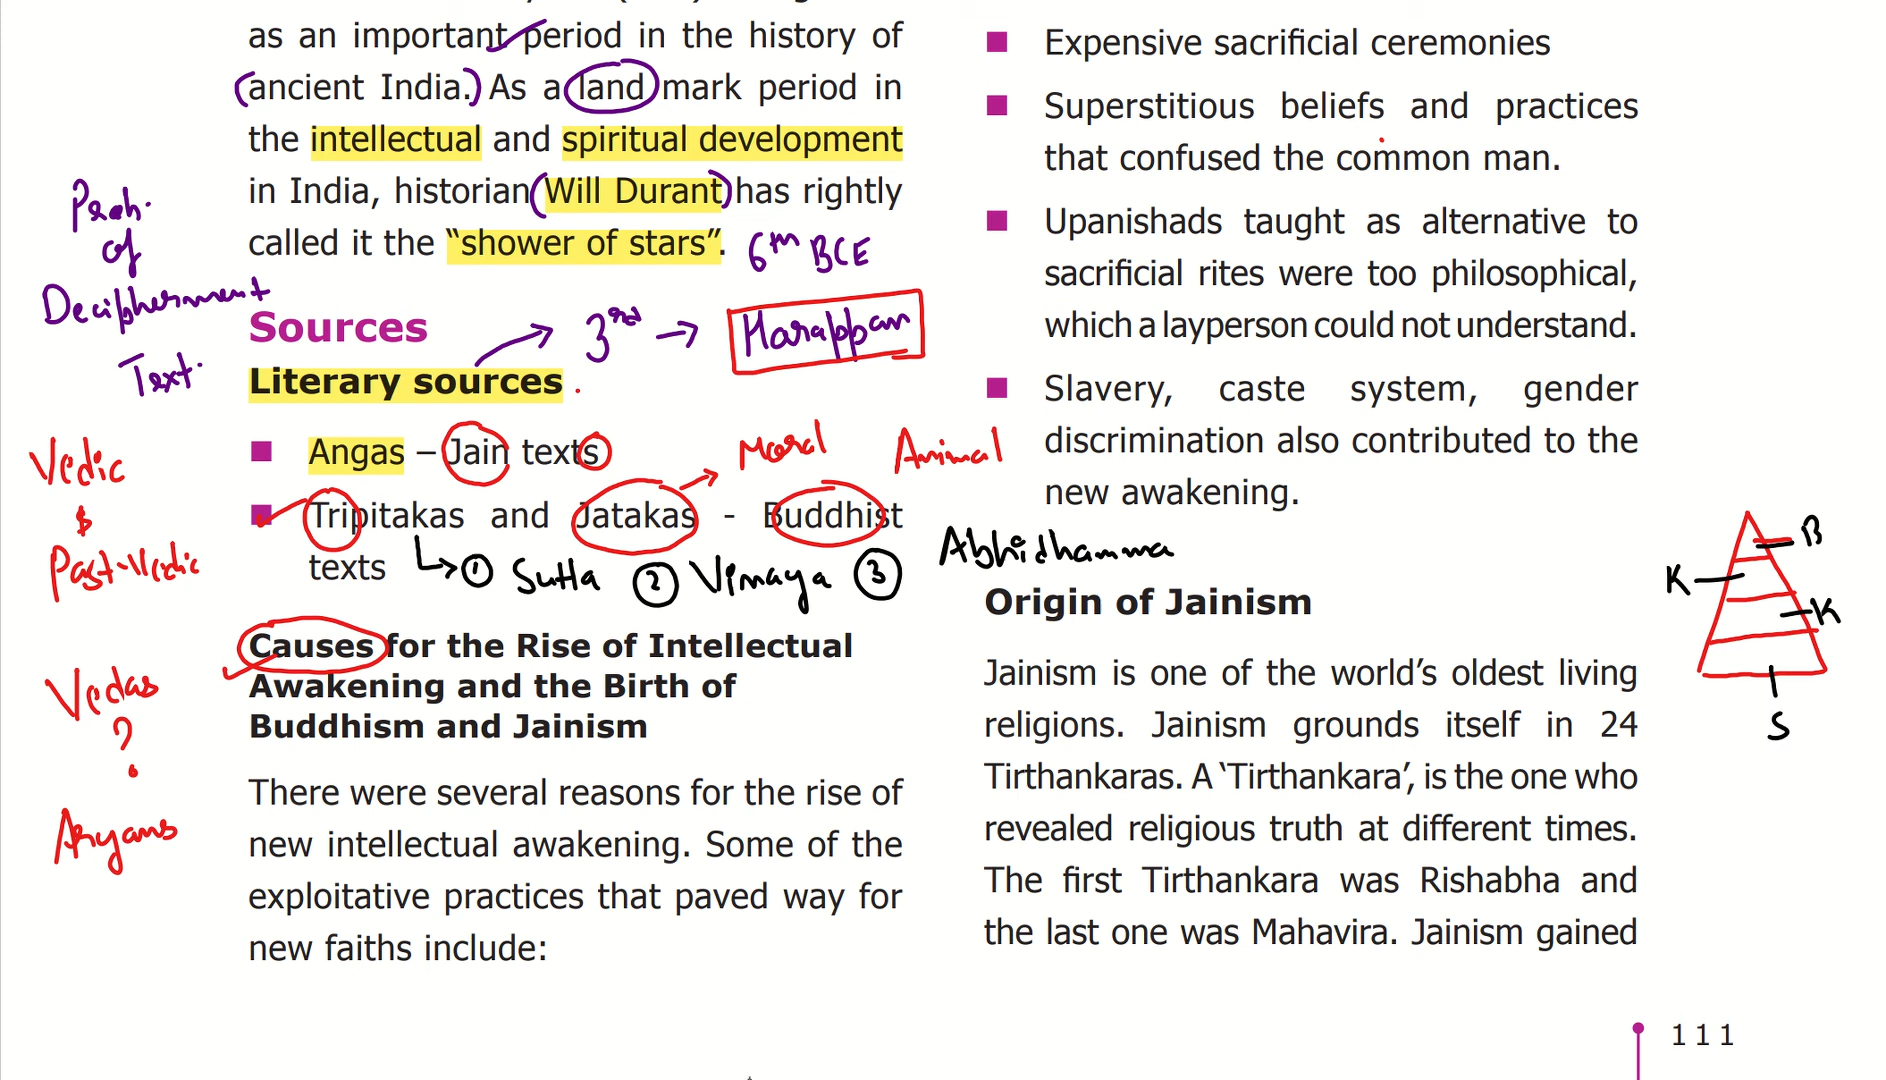 as an important period in the history of
ancient India. As a land mark period in
the intellectual and spiritual development
in India, historian Will Durant has rightly
called it the “shower of stars”.
6th BCE
Prob.
of
Decipherment
Text.
Sources
3rd → Harappan
Literary sources
Vedic
&
Past-Vedic
Angas – Jain texts
Moral
Animal
Tripitakas and Jatakas - Buddhist
texts
① Sutta ② Vinaya ③ Abhidhamma
Causes for the Rise of Intellectual
Awakening and the Birth of
Buddhism and Jainism
Vedas
?
Aryans
There were several reasons for the rise of
new intellectual awakening. Some of the
exploitative practices that paved way for
new faiths include:
Expensive sacrificial ceremonies
Superstitious beliefs and practices
that confused the common man.
Upanishads taught as alternative to
sacrificial rites were too philosophical,
which a layperson could not understand.
Slavery, caste system, gender
discrimination also contributed to the
new awakening.
B
K
K
S
Origin of Jainism
Jainism is one of the world’s oldest living
religions. Jainism grounds itself in 24
Tirthankaras. A ‘Tirthankara’, is the one who
revealed religious truth at different times.
The first Tirthankara was Rishabha and
the last one was Mahavira. Jainism gained
111